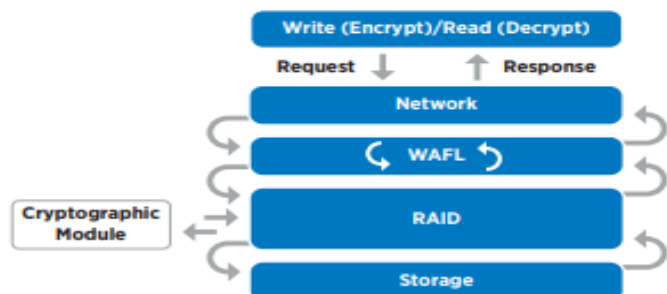 Write (Encrypt)/Read (Decrypt)
Request Response
Network
WAFL
Cryptographic
Module
RAID
Storage